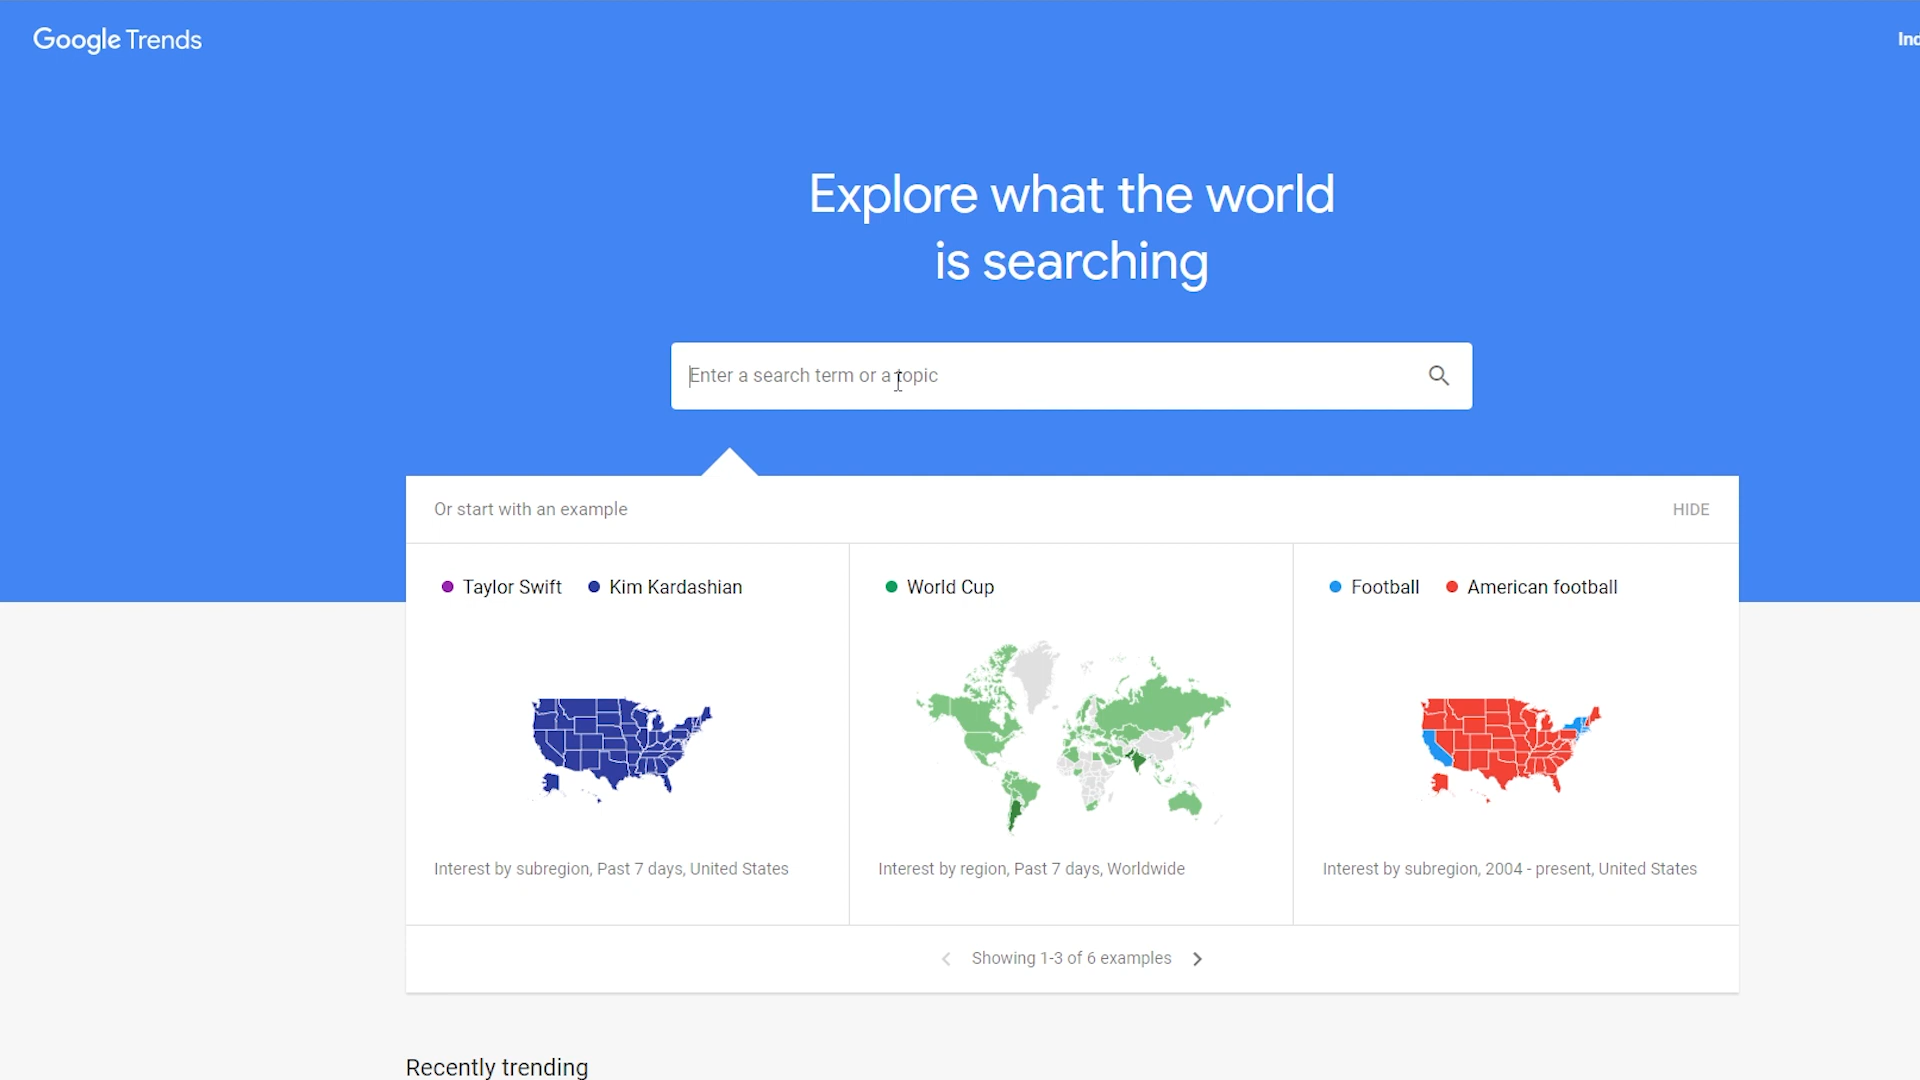 Google Trends
Explore what the world
is searching
Enter a search term or a topic
Or start with an example
HIDE
Taylor Swift Kim Kardashian
World Cup
Football American football
Interest by subregion, Past 7 days, United States
Interest by region, Past 7 days, Worldwide
Interest by subregion, 2004 - present, United States
Showing 1-3 of 6 examples
Recently trending